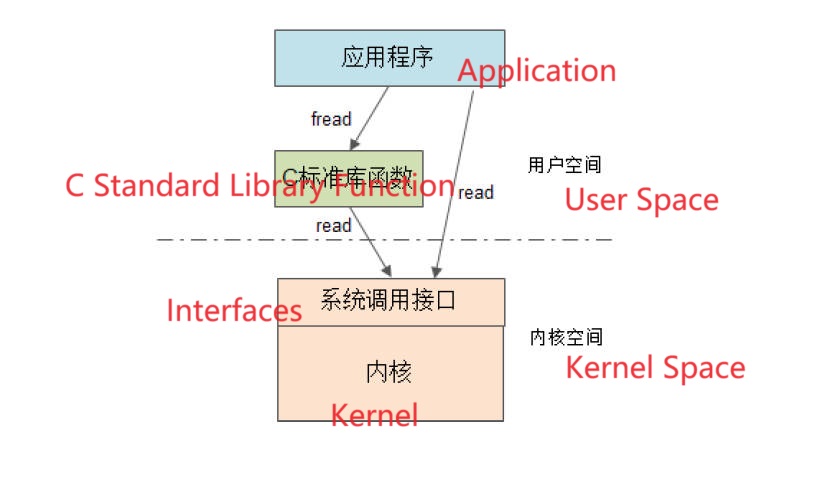 应用程序
Application
fread
C标准库函数
C Standard Library Function
用户空间
User Space
read
read
系统调用接口
Interfaces
内核空间
Kernel Space
内核
Kernel